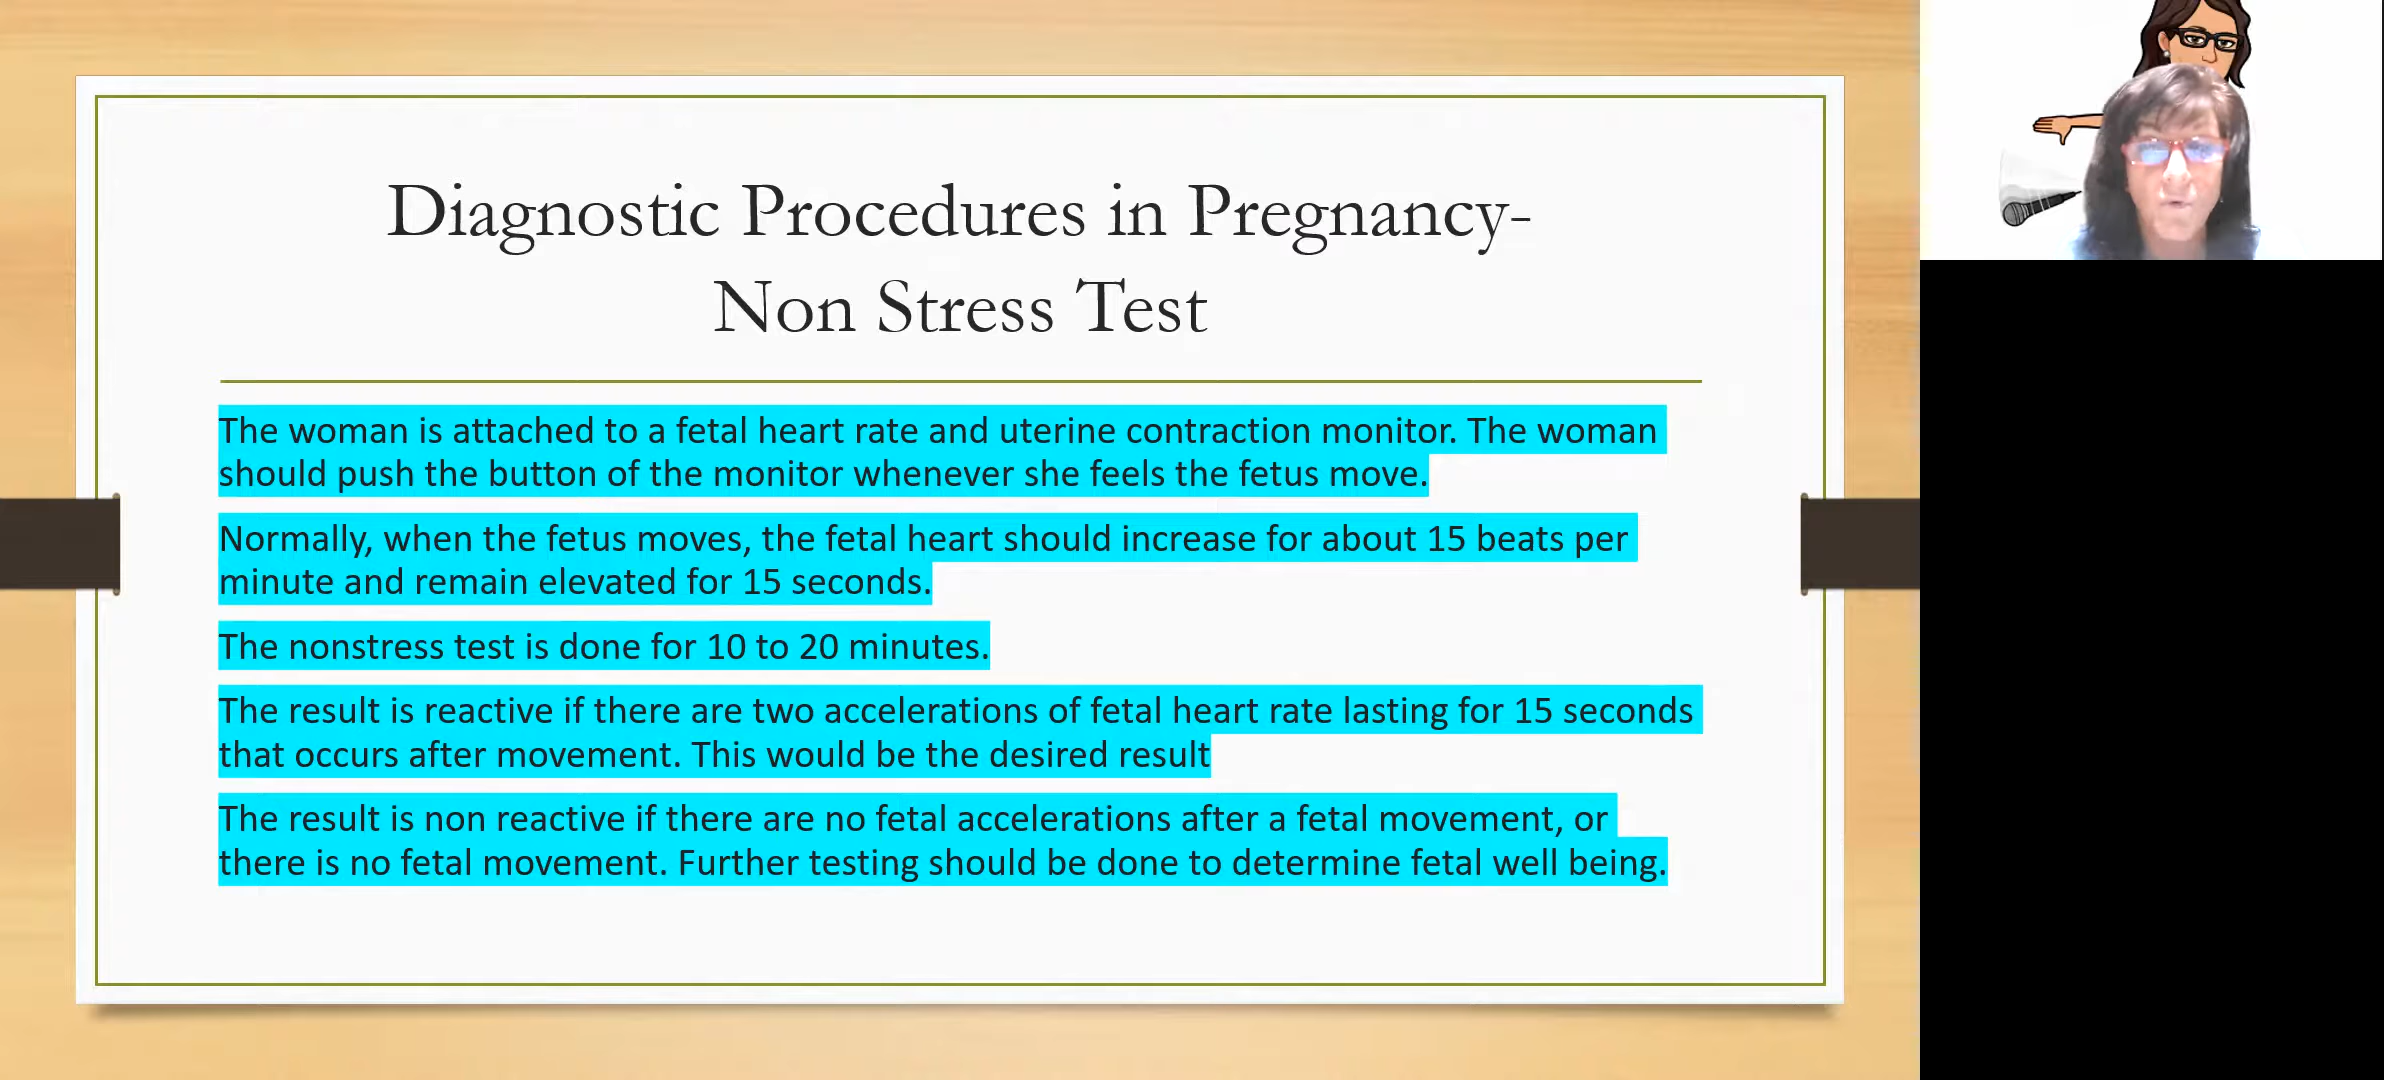 Diagnostic Procedures in Pregnancy-
Non Stress Test
The woman is attached to a fetal heart rate and uterine contraction monitor. The woman
should push the button of the monitor whenever she feels the fetus move.
Normally, when the fetus moves, the fetal heart should increase for about 15 beats per
minute and remain elevated for 15 seconds.
The nonstress test is done for 10 to 20 minutes.
The result is reactive if there are two accelerations of fetal heart rate lasting for 15 seconds
that occurs after movement. This would be the desired result
The result is non reactive if there are no fetal accelerations after a fetal movement, or
there is no fetal movement. Further testing should be done to determine fetal well being.